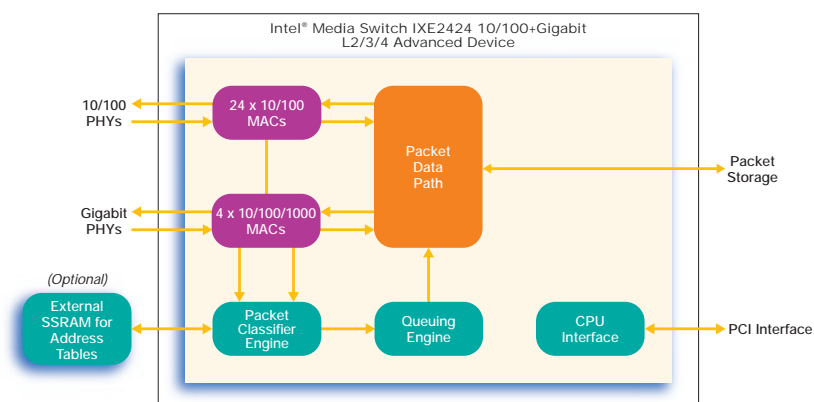 Intel® Media Switch IXE2424 10/100+Gigabit
L2/3/4 Advanced Device
10/100
PHYs
24 x 10/100
MACs
Packet
Data
Path
Packet
Storage
Gigabit
PHYs
4 x 10/100/1000
MACs
(Optional)
External
SSRAM for
Address
Tables
Packet
Classifier
Engine
Queuing
Engine
CPU
Interface
PCI Interface